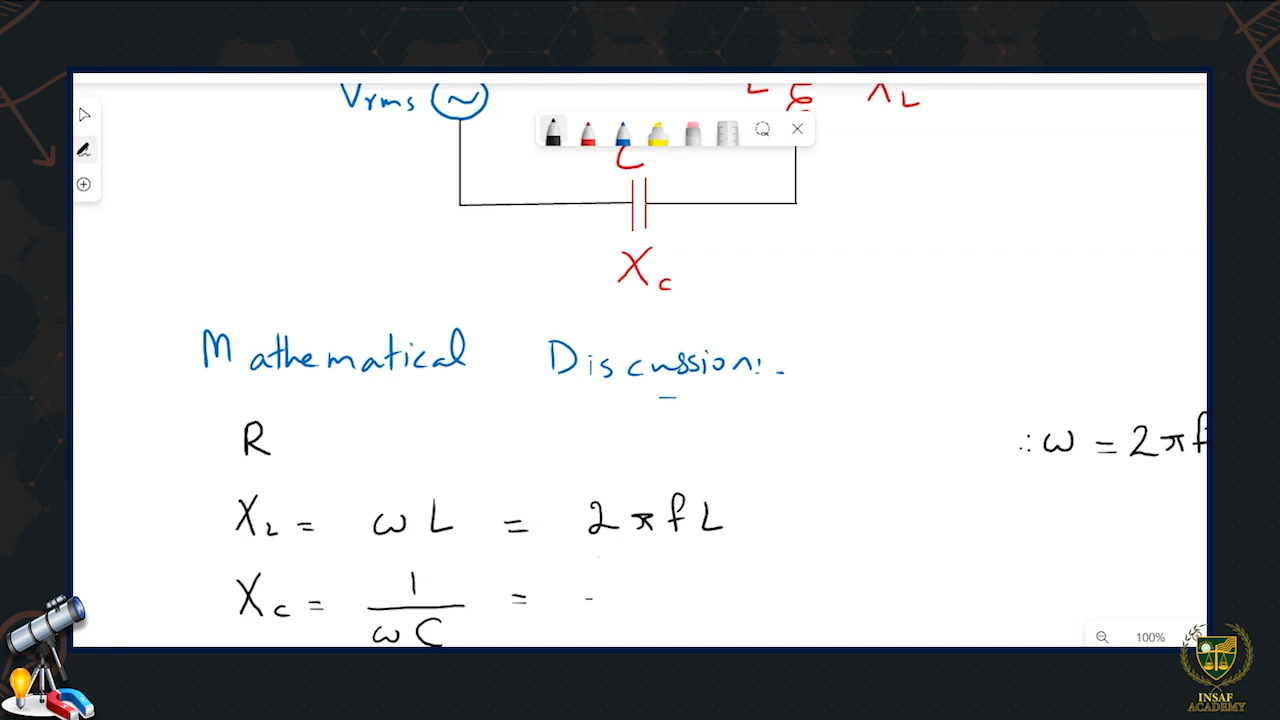 Vrms
L XL
C
Xc
Mathematical Discussion:-
R
∴ω = 2πf
XL = ωL = 2πfL
Xc = 1/ωC = -
100%
INSAF
ACADEMY